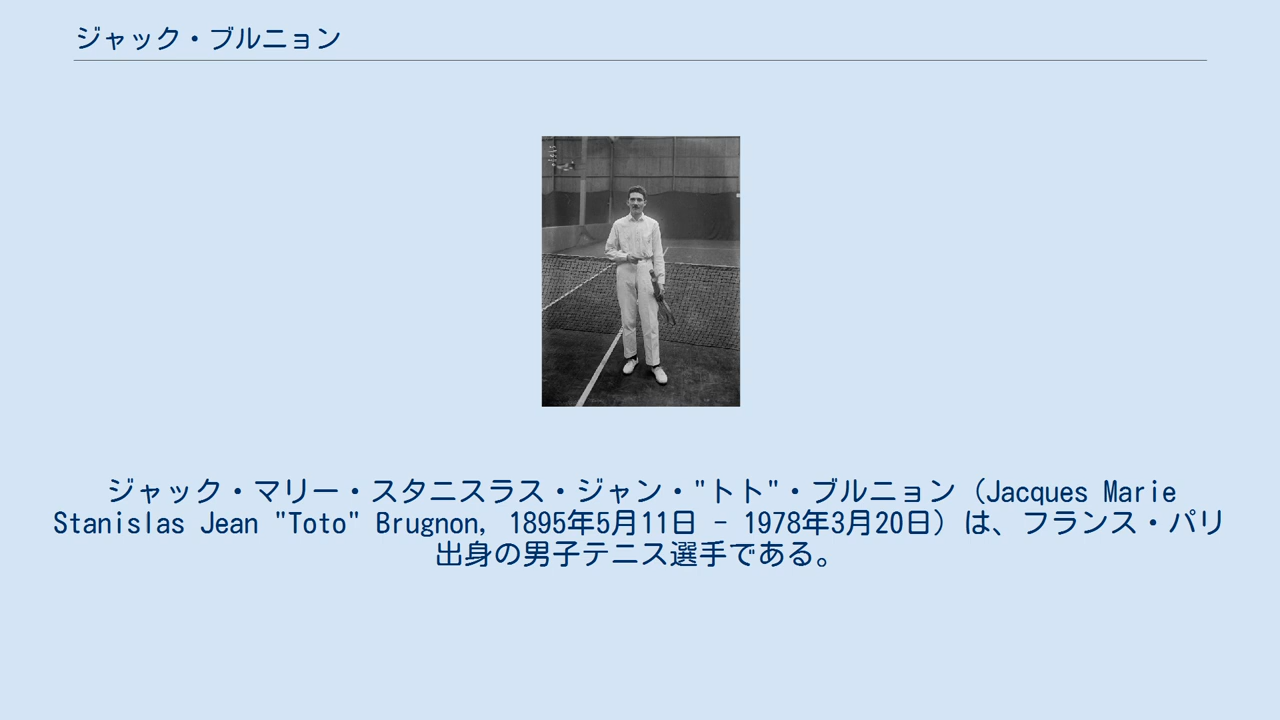 ジャック・ブルニョン
ジャック・マリー・スタニスラス・ジャン・"トト"・ブルニョン（Jacques Marie
Stanislas Jean "Toto" Brugnon, 1895年5月11日 - 1978年3月20日）は、フランス・パリ
出身の男子テニス選手である。